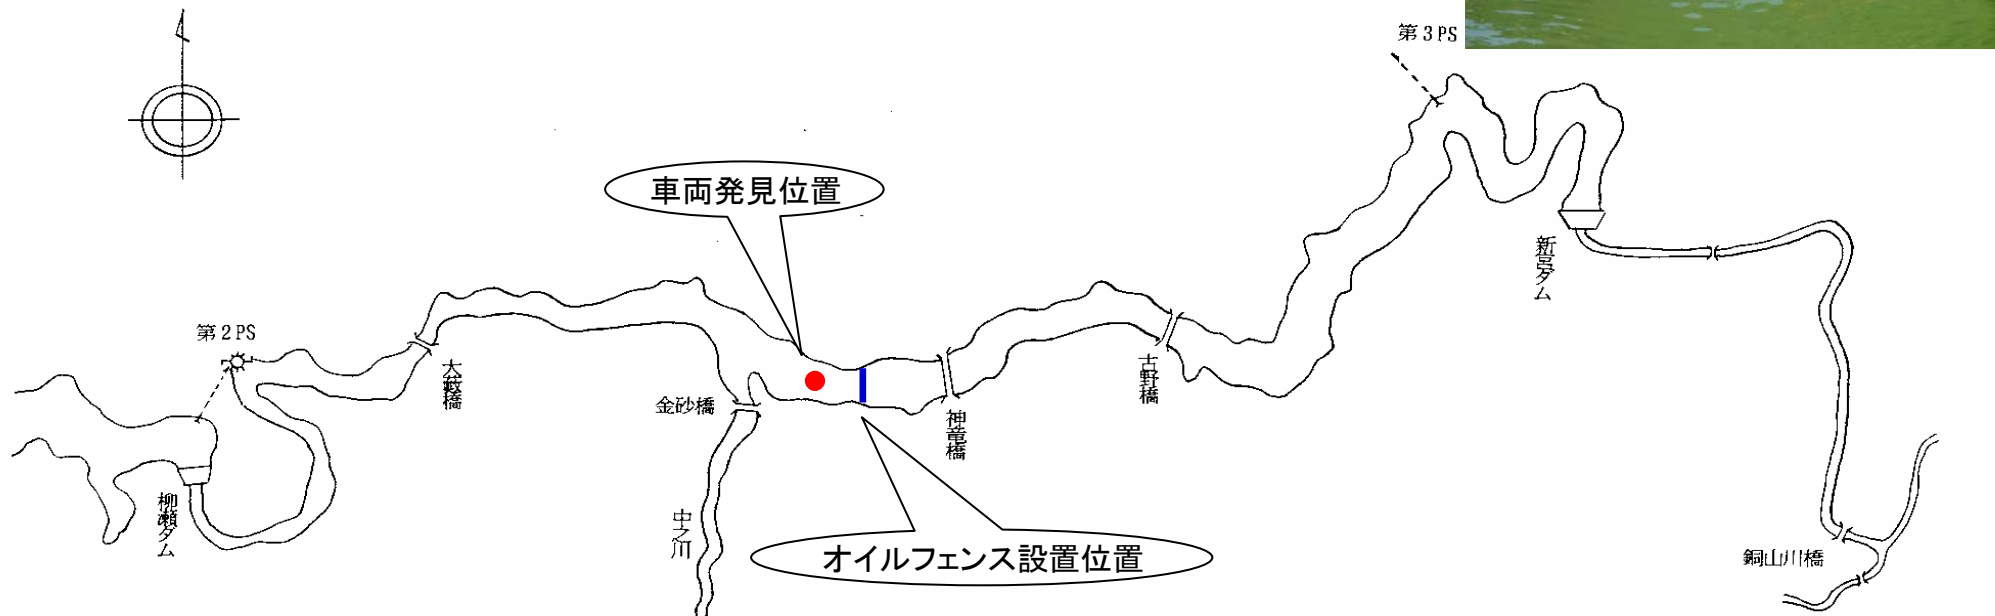 第3PS
車両発見位置
新宮ダム
第2PS
大藪橋
古野橋
金砂橋
神竜橋
柳瀬ダム
中之川
オイルフェンス設置位置
銅山川橋